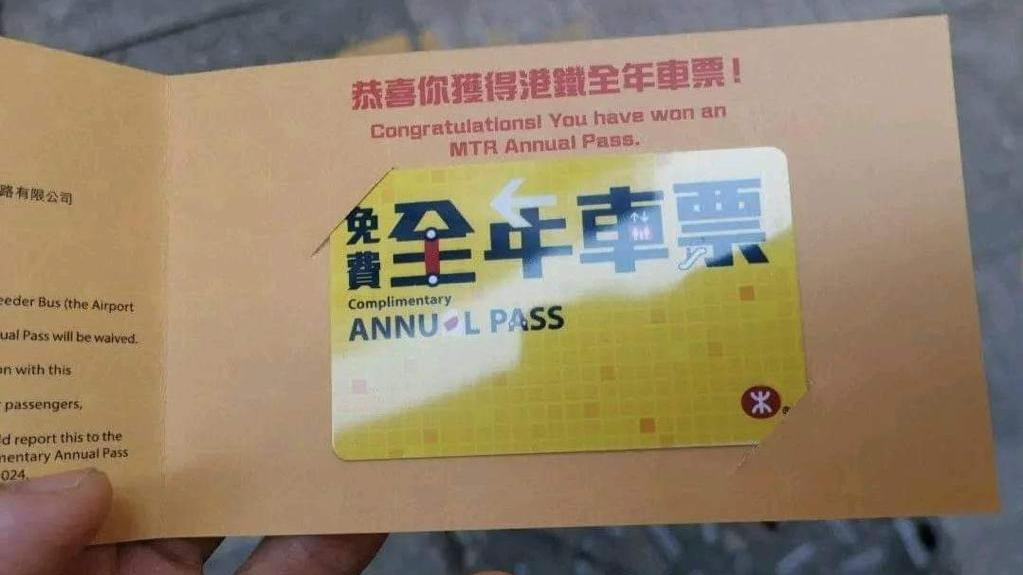 路有限公司
eeder Bus (the Airport
ual Pass will be waived.
on with this
passengers,
ld report this to the
mentary Annual Pass
024.
恭喜你獲得港鐵全年車票!
Congratulations! You have won an
MTR Annual Pass.
免費
全年車票
Complimentary
ANNUAL PASS